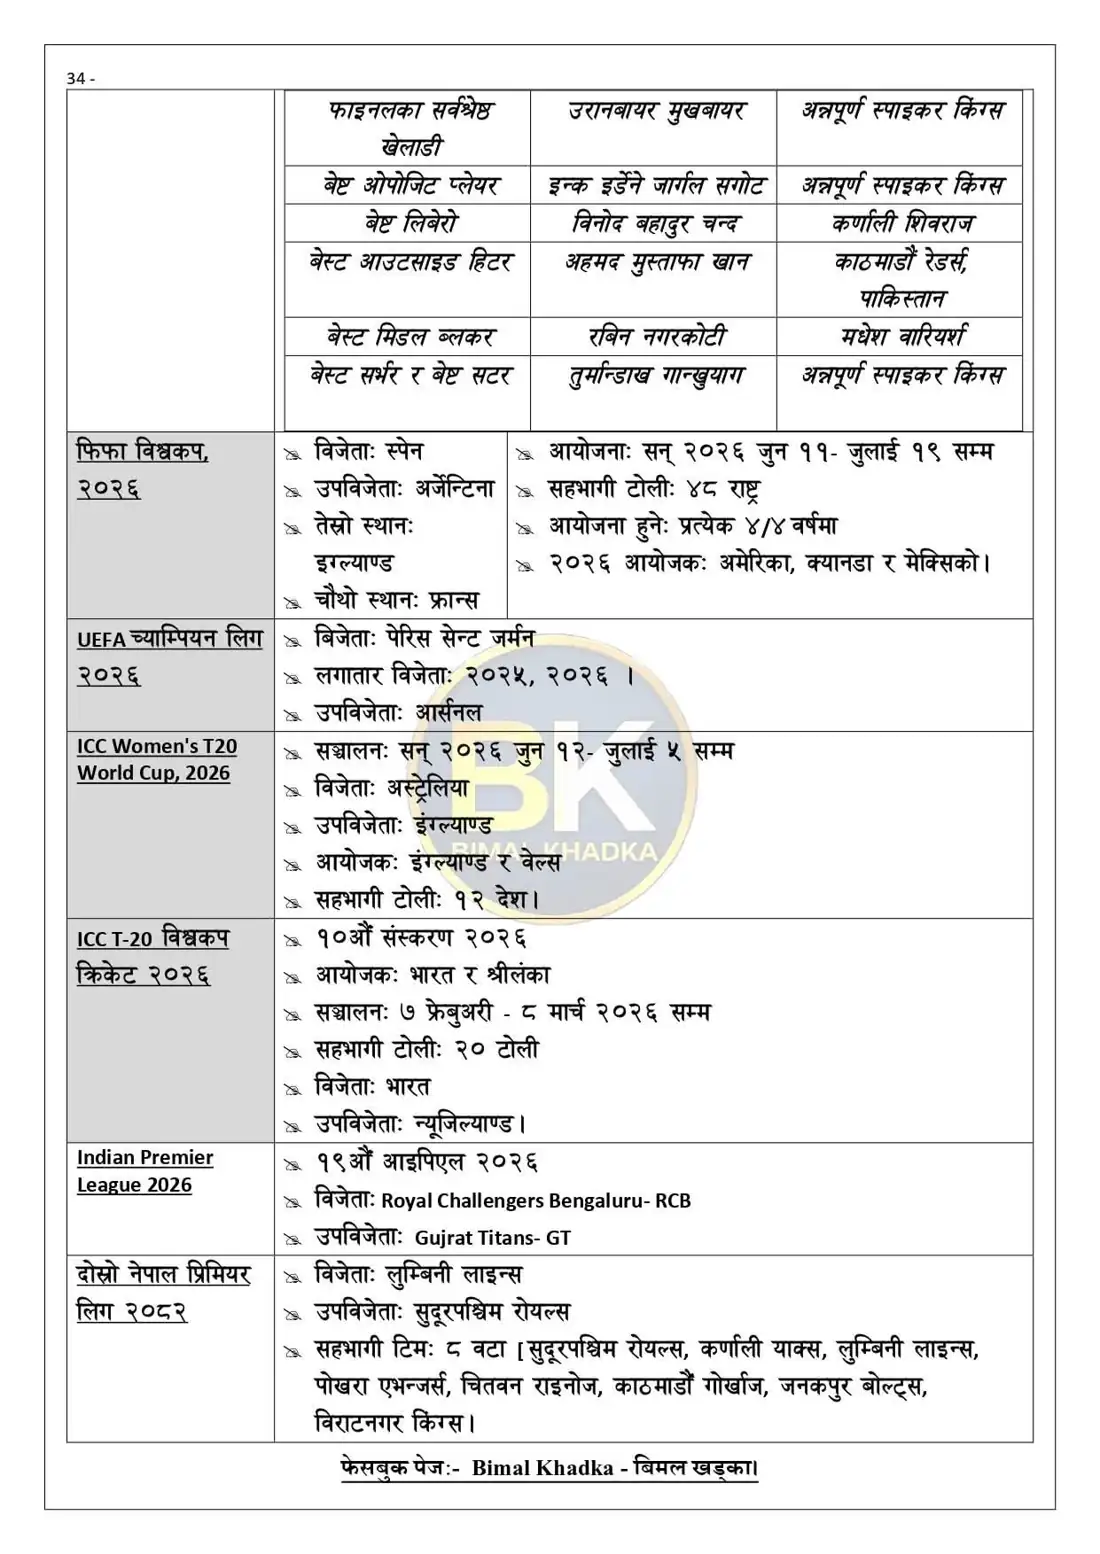 34 -
फाइनलका सर्वश्रेष्ठ खेलाडी उरानबायर मुखबायर अन्नपूर्ण स्पाइकर किंग्स
बेष्ट ओपोजिट प्लेयर इन्क इर्डेने जार्गल सगोट अन्नपूर्ण स्पाइकर किंग्स
बेष्ट लिबेरो विनोद बहादुर चन्द कर्णाली शिवराज
बेस्ट आउटसाइड हिटर अहमद मुस्ताफा खान काठमाडौं रेडर्स, पाकिस्तान
बेस्ट मिडल ब्लकर रबिन नगरकोटी मधेश वारियर्श
बेस्ट सर्भर र बेष्ट सटर तुर्मान्डाख गान्खुयाग अन्नपूर्ण स्पाइकर किंग्स
फिफा विश्वकप,
२०२६
विजेताः स्पेन
उपविजेताः अर्जेन्टिना
तेस्रो स्थानः
इग्ल्याण्ड
चौथो स्थानः फ्रान्स
आयोजनाः सन् २०२६ जुन ११- जुलाई १९ सम्म
सहभागी टोलीः ४८ राष्ट्र
आयोजना हुनेः प्रत्येक ४/४ वर्षमा
२०२६ आयोजकः अमेरिका, क्यानडा र मेक्सिको।
UEFA च्याम्पियन लिग
२०२६
बिजेताः पेरिस सेन्ट जर्मन
लगातार विजेताः २०२५, २०२६ ।
उपविजेताः आर्सनल
ICC Women's T20
World Cup, 2026
सञ्चालनः सन् २०२६ जुन १२- जुलाई ५ सम्म
विजेताः अस्ट्रेलिया
उपविजेताः इंग्ल्याण्ड
आयोजकः इंग्ल्याण्ड र वेल्स
सहभागी टोलीः १२ देश।
BK
BIMAL KHADKA
ICC T-20 विश्वकप
क्रिकेट २०२६
१०औं संस्करण २०२६
आयोजकः भारत र श्रीलंका
सञ्चालनः ७ फ्रेबुअरी - ८ मार्च २०२६ सम्म
सहभागी टोलीः २० टोली
विजेताः भारत
उपविजेताः न्यूजिल्याण्ड।
Indian Premier
League 2026
१९औं आइपिएल २०२६
विजेताः Royal Challengers Bengaluru- RCB
उपविजेताः Gujrat Titans- GT
दोस्रो नेपाल प्रिमियर
लिग २०८२
विजेताः लुम्बिनी लाइन्स
उपविजेताः सुदूरपश्चिम रोयल्स
सहभागी टिमः ८ वटा [सुदूरपश्चिम रोयल्स, कर्णाली याक्स, लुम्बिनी लाइन्स,
पोखरा एभन्जर्स, चितवन राइनोज, काठमाडौं गोर्खाज, जनकपुर बोल्ट्स,
विराटनगर किंग्स।
फेसबुक पेजः- Bimal Khadka - बिमल खड्का।